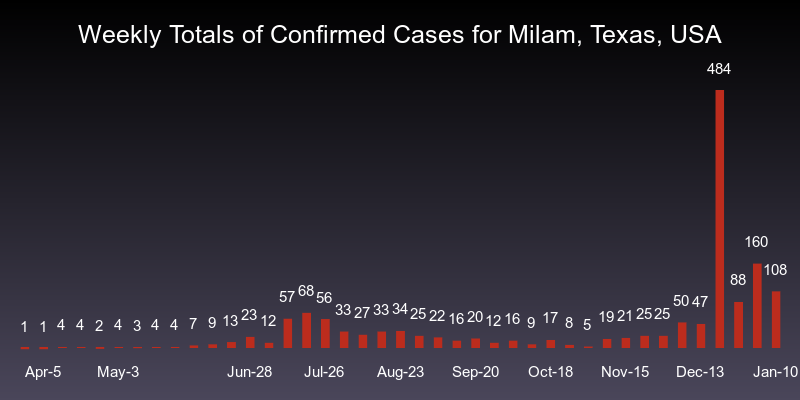 Weekly Totals of Confirmed Cases for Milam, Texas, USA
484
160
108
88
68
57 56
50 47
33 27 33 34 25 22 16 20 12 16 9 17 8 5 19 21 25 25
1 1 4 4 2 4 3 4 4 7 9 13 23 12
Apr-5 May-3 Jun-28 Jul-26 Aug-23 Sep-20 Oct-18 Nov-15 Dec-13 Jan-10